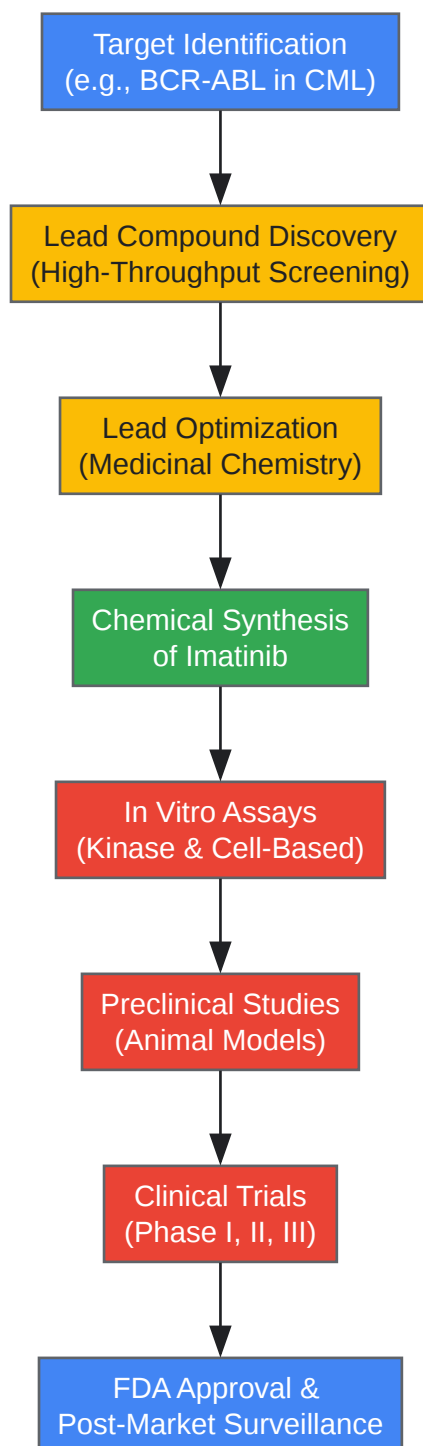 Target Identification
(e.g., BCR-ABL in CML)
Lead Compound Discovery
(High-Throughput Screening)
Lead Optimization
(Medicinal Chemistry)
Chemical Synthesis
of Imatinib
In Vitro Assays
(Kinase & Cell-Based)
Preclinical Studies
(Animal Models)
Clinical Trials
(Phase I, II, III)
FDA Approval &
Post-Market Surveillance